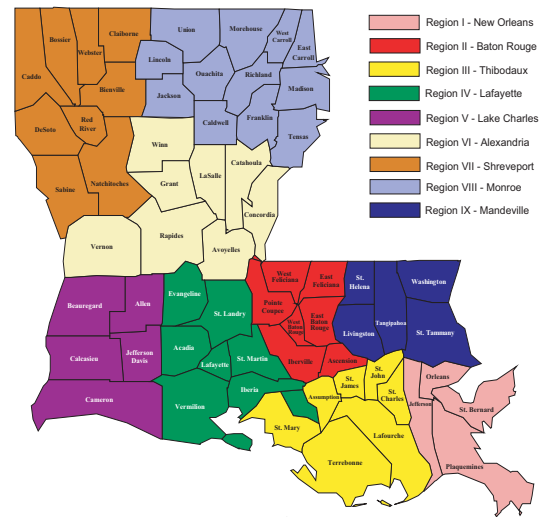 Region I - New Orleans
Region II - Baton Rouge
Region III - Thibodaux
Region IV - Lafayette
Region V - Lake Charles
Region VI - Alexandria
Region VII - Shreveport
Region VIII - Monroe
Region IX - Mandeville
Caddo
Bossier
Webster
Claiborne
Bienville
DeSoto
Red
River
Sabine
Natchitoches
Union
Morehouse
West
Carroll
East
Carroll
Lincoln
Ouachita
Richland
Madison
Jackson
Caldwell
Franklin
Tensas
Winn
Grant
LaSalle
Catahoula
Concordia
Vernon
Rapides
Avoyelles
Beauregard
Allen
Calcasieu
Jefferson
Davis
Cameron
Evangeline
St. Landry
Acadia
Lafayette
St. Martin
Iberia
Vermilion
West
Feliciana
East
Feliciana
Pointe
Coupee
West
Baton
Rouge
East
Baton
Rouge
Iberville
Ascension
St.
Helena
Washington
Livingston
Tangipahoa
St. Tammany
St.
James
St.
John
St.
Charles
Assumption
St. Mary
Lafourche
Terrebonne
Orleans
Jefferson
St. Bernard
Plaquemines